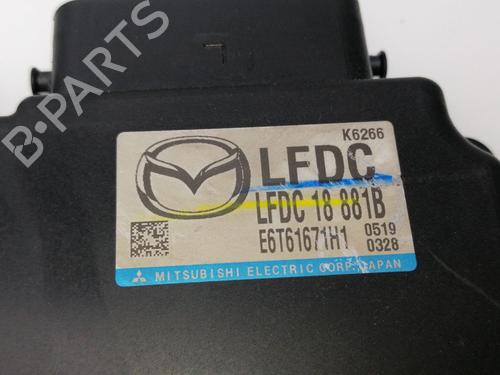 B-PARTS
K6266
LFDC
LFDC 18 881B
E6T61671H1 0519
0328
MITSUBISHI ELECTRIC CORP. JAPAN